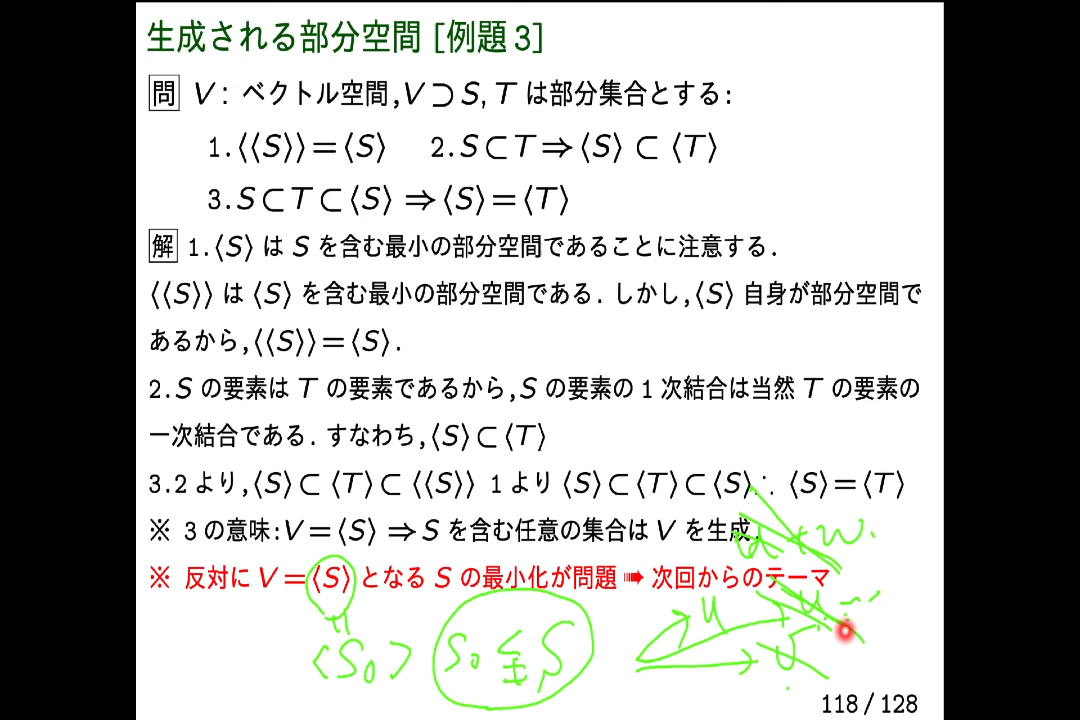 生成される部分空間 [例題 3]
問 V : ベクトル空間, V ⊃ S, T は部分集合とする:
1. ⟨⟨S⟩⟩ = ⟨S⟩ 2. S ⊂ T ⇒ ⟨S⟩ ⊂ ⟨T⟩
3. S ⊂ T ⊂ ⟨S⟩ ⇒ ⟨S⟩ = ⟨T⟩
解 1. ⟨S⟩ は S を含む最小の部分空間であることに注意する.
⟨⟨S⟩⟩ は ⟨S⟩ を含む最小の部分空間である. しかし, ⟨S⟩ 自身が部分空間で
あるから, ⟨⟨S⟩⟩ = ⟨S⟩.
2. S の要素は T の要素であるから, S の要素の 1 次結合は当然 T の要素の
一次結合である. すなわち, ⟨S⟩ ⊂ ⟨T⟩
3. 2 より, ⟨S⟩ ⊂ ⟨T⟩ ⊂ ⟨⟨S⟩⟩ 1 より ⟨S⟩ ⊂ ⟨T⟩ ⊂ ⟨S⟩ ∴ ⟨S⟩ = ⟨T⟩
※ 3 の意味: V = ⟨S⟩ ⇒ S を含む任意の集合は V を生成.
※ 反対に V = ⟨S⟩ となる S の最小化が問題 ➠ 次回からのテーマ
⟨S₀⟩ S₀ ⊊ S
118 / 128